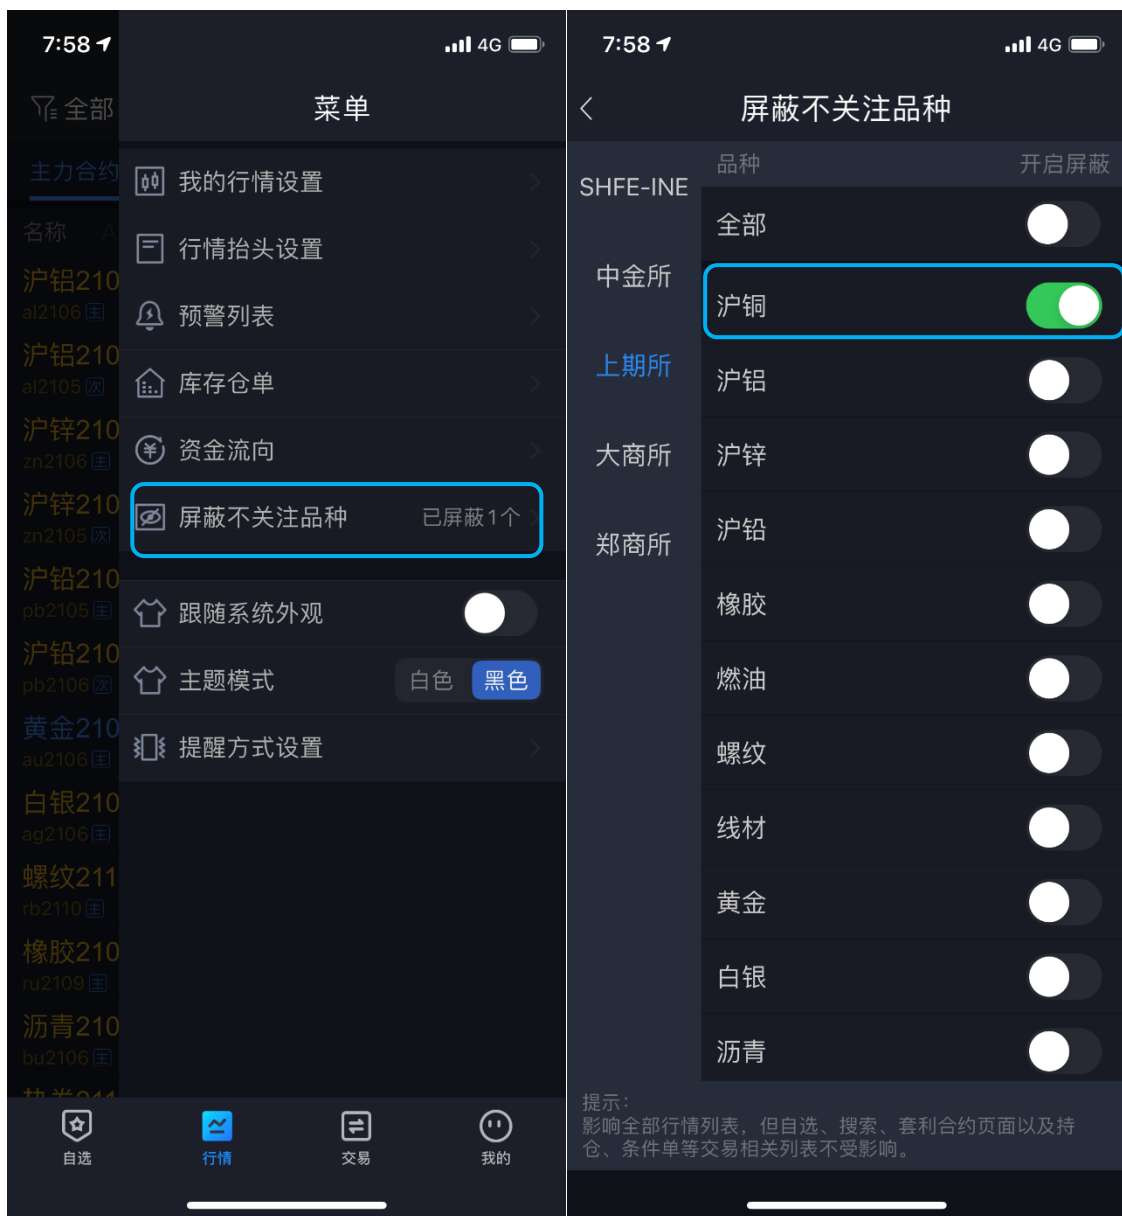 7:58
4G
全部
菜单
主力合约
我的行情设置
名称 A
行情抬头设置
沪铝210
al2106 主
预警列表
沪铝210
al2105 次
库存仓单
沪锌210
zn2106 主
资金流向
沪锌210
zn2105 次
屏蔽不关注品种 已屏蔽1个
沪铅210
pb2105 主
跟随系统外观
沪铅210
pb2106 次
主题模式 白色 黑色
黄金210
au2106 主
提醒方式设置
白银210
ag2106 主
螺纹211
rb2110 主
橡胶210
ru2109 主
沥青210
bu2106 主
自选 行情 交易 我的
7:58
4G
屏蔽不关注品种
SHFE-INE
中金所
上期所
大商所
郑商所
品种 开启屏蔽
全部
沪铜
沪铝
沪锌
沪铅
橡胶
燃油
螺纹
线材
黄金
白银
沥青
提示：
影响全部行情列表，但自选、搜索、套利合约页面以及持
仓、条件单等交易相关列表不受影响。